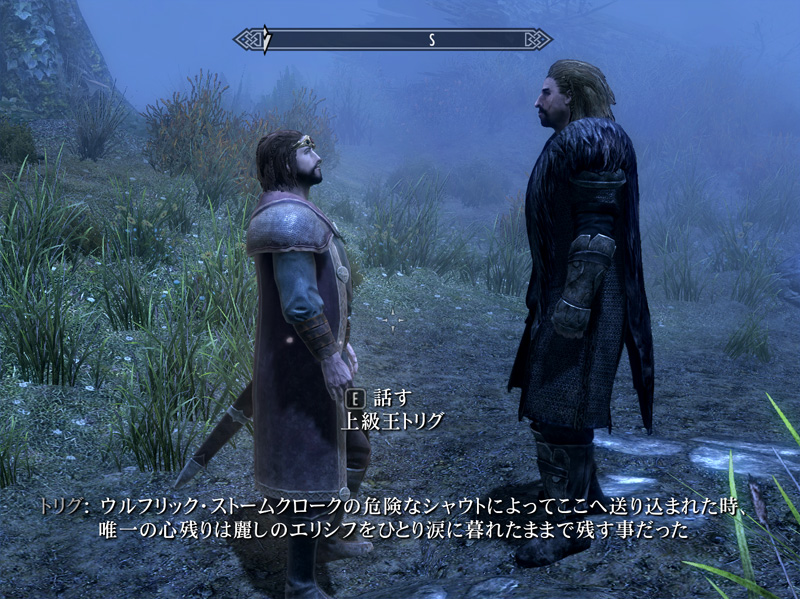 S
E 話す
上級王トリグ
トリグ: ウルフリック・ストームクロークの危険なシャウトによってここへ送り込まれた時、
唯一の心残りは麗しのエリシフをひとり涙に暮れたままで残す事だった